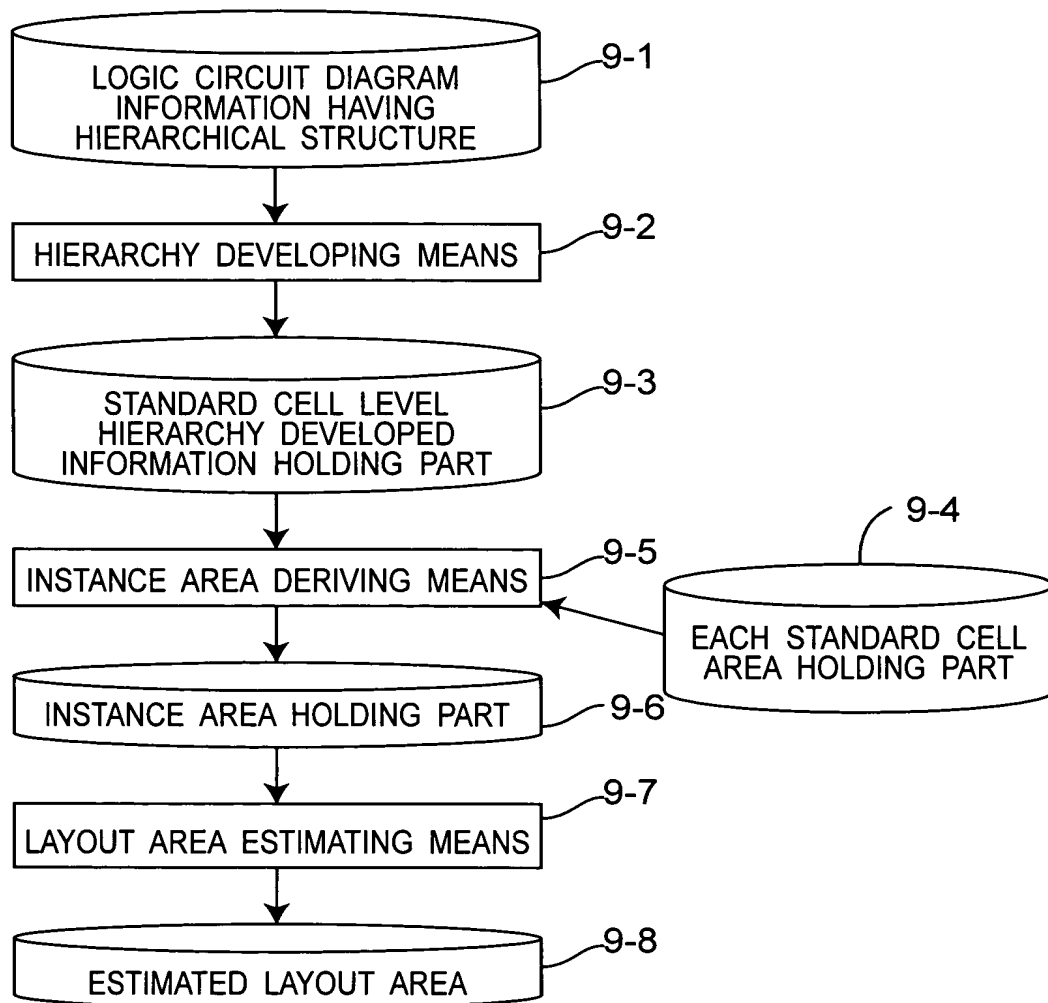 LOGIC CIRCUIT DIAGRAM
INFORMATION HAVING
HIERARCHICAL STRUCTURE
9-1
HIERARCHY DEVELOPING MEANS
9-2
STANDARD CELL LEVEL
HIERARCHY DEVELOPED
INFORMATION HOLDING PART
9-3
9-4
EACH STANDARD CELL
AREA HOLDING PART
INSTANCE AREA DERIVING MEANS
9-5
INSTANCE AREA HOLDING PART
9-6
LAYOUT AREA ESTIMATING MEANS
9-7
ESTIMATED LAYOUT AREA
9-8